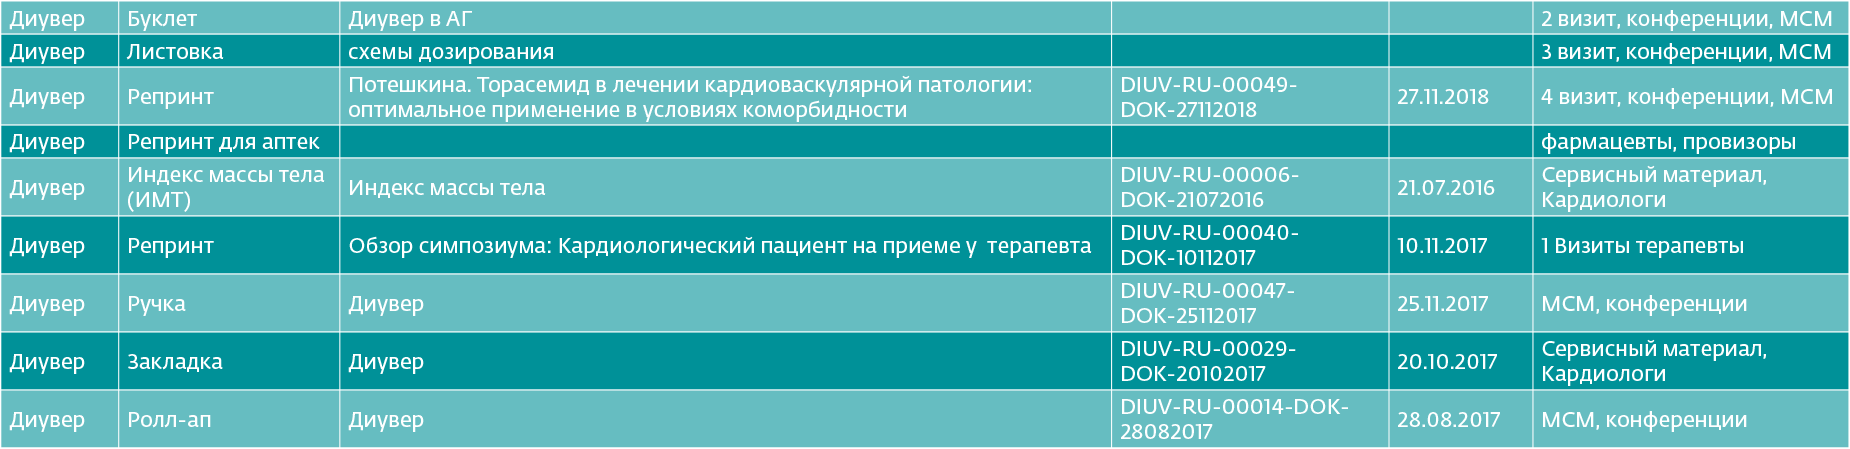 Диувер Буклет Диувер в АГ 2 визит, конференции, МСМ
Диувер Листовка схемы дозирования 3 визит, конференции, МСМ
Диувер Репринт Потешкина. Торасемид в лечении кардиоваскулярной патологии: оптимальное применение в условиях коморбидности DIUV-RU-00049-DOK-27112018 27.11.2018 4 визит, конференции, МСМ
Диувер Репринт для аптек фармацевты, провизоры
Диувер Индекс массы тела (ИМТ) Индекс массы тела DIUV-RU-00006-DOK-21072016 21.07.2016 Сервисный материал, Кардиологи
Диувер Репринт Обзор симпозиума: Кардиологический пациент на приеме у терапевта DIUV-RU-00040-DOK-10112017 10.11.2017 1 Визиты терапевты
Диувер Ручка Диувер DIUV-RU-00047-DOK-25112017 25.11.2017 МСМ, конференции
Диувер Закладка Диувер DIUV-RU-00029-DOK-20102017 20.10.2017 Сервисный материал, Кардиологи
Диувер Ролл-ап Диувер DIUV-RU-00014-DOK-28082017 28.08.2017 МСМ, конференции